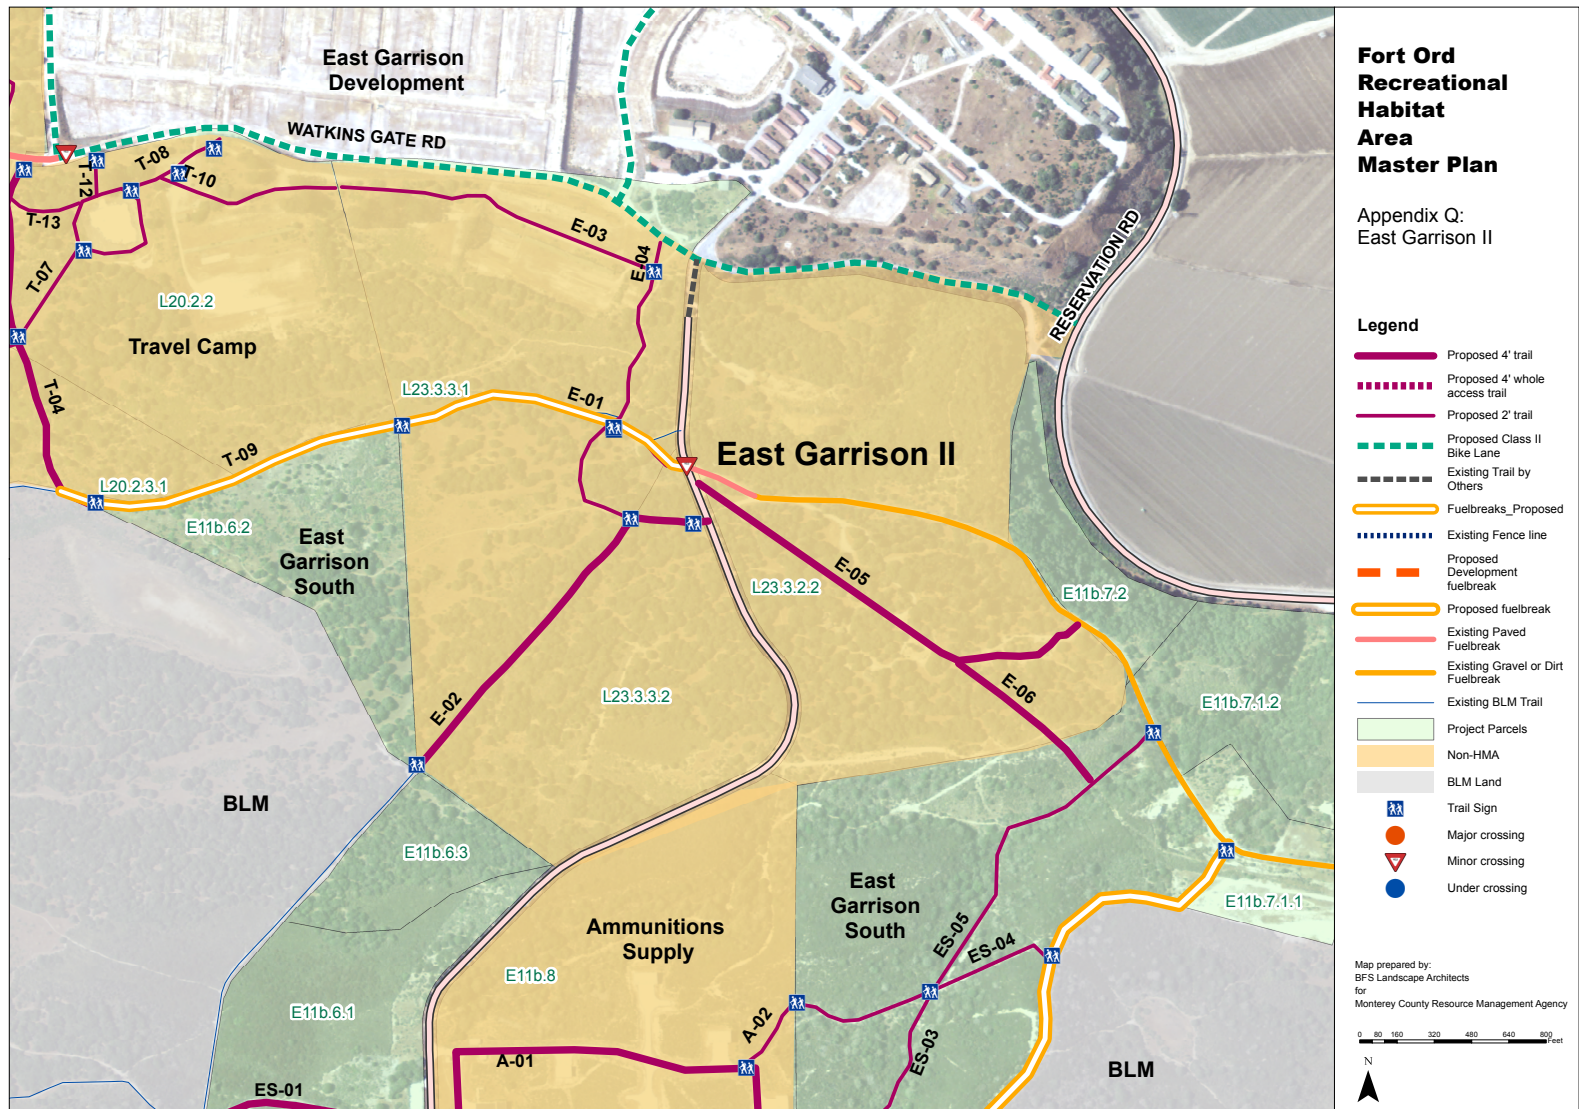 East Garrison
Development
WATKINS GATE RD
T-08
T-10
T-12
T-13
T-07
E-03
E-04
RESERVATION RD
L20.2.2
Travel Camp
T-04
L23.3.3.1
E-01
T-09
East Garrison II
L20.2.3.1
E11b.6.2
East
Garrison
South
L23.3.2.2
E-05
E11b.7.2
E-02
L23.3.3.2
E-06
E11b.7.1.2
BLM
E11b.6.3
East
Garrison
South
E11b.7.1.1
Ammunitions
Supply
ES-05
ES-04
E11b.8
E11b.6.1
A-02
ES-03
A-01
ES-01
BLM
Fort Ord
Recreational
Habitat
Area
Master Plan
Appendix Q:
East Garrison II
Legend
Proposed 4' trail
Proposed 4' whole
access trail
Proposed 2' trail
Proposed Class II
Bike Lane
Existing Trail by
Others
Fuelbreaks_Proposed
Existing Fence line
Proposed
Development
fuelbreak
Proposed fuelbreak
Existing Paved
Fuelbreak
Existing Gravel or Dirt
Fuelbreak
Existing BLM Trail
Project Parcels
Non-HMA
BLM Land
Trail Sign
Major crossing
Minor crossing
Under crossing
Map prepared by:
BFS Landscape Architects
for
Monterey County Resource Management Agency
0 80 160 320 480 640 800
Feet
N